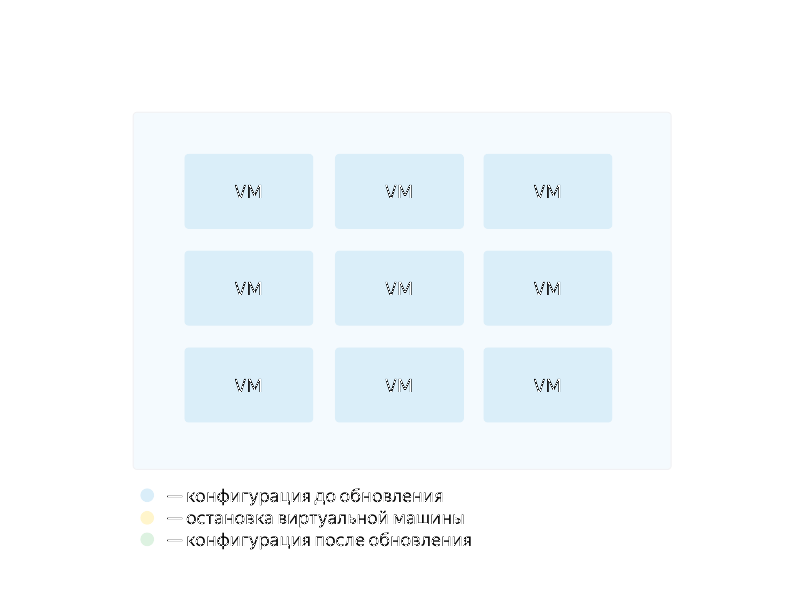 VM VM VM
VM VM VM
VM VM VM
— конфигурация до обновления
— остановка виртуальной машины
— конфигурация после обновления